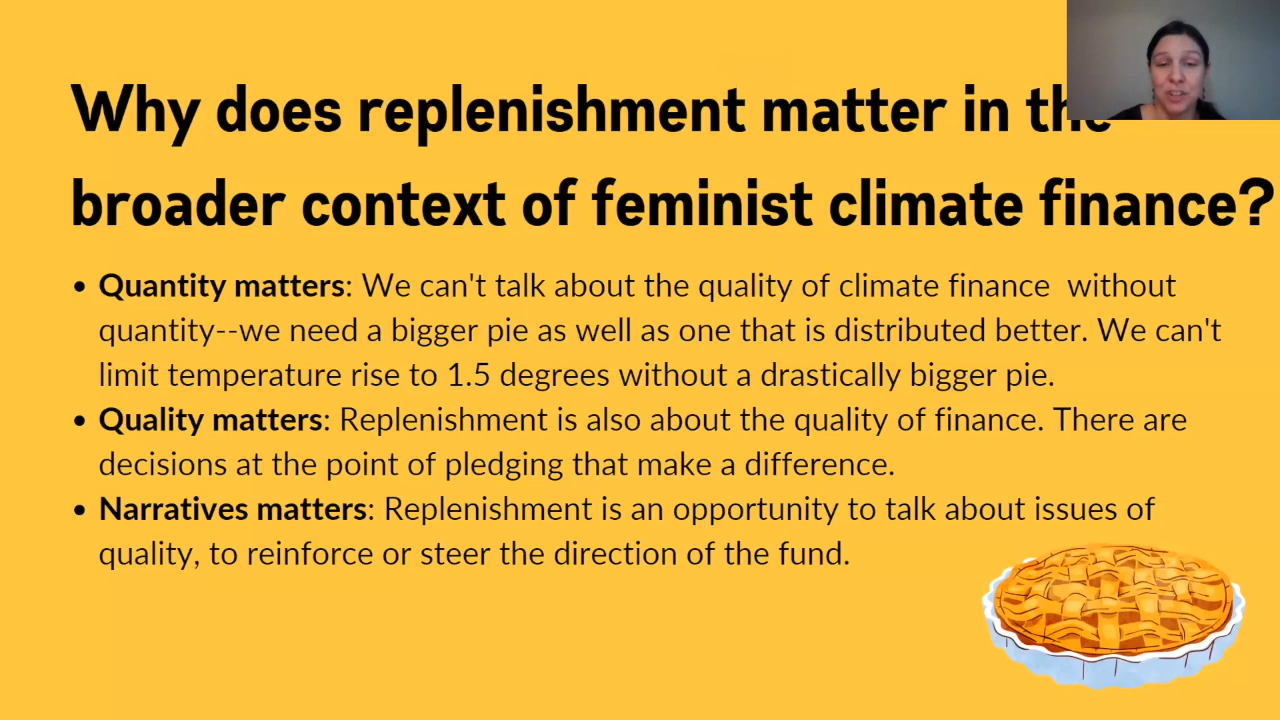 Why does replenishment matter in the
broader context of feminist climate finance?
• Quantity matters: We can't talk about the quality of climate finance  without
quantity--we need a bigger pie as well as one that is distributed better. We can't
limit temperature rise to 1.5 degrees without a drastically bigger pie.
• Quality matters: Replenishment is also about the quality of finance. There are
decisions at the point of pledging that make a difference.
• Narratives matters: Replenishment is an opportunity to talk about issues of
quality, to reinforce or steer the direction of the fund.